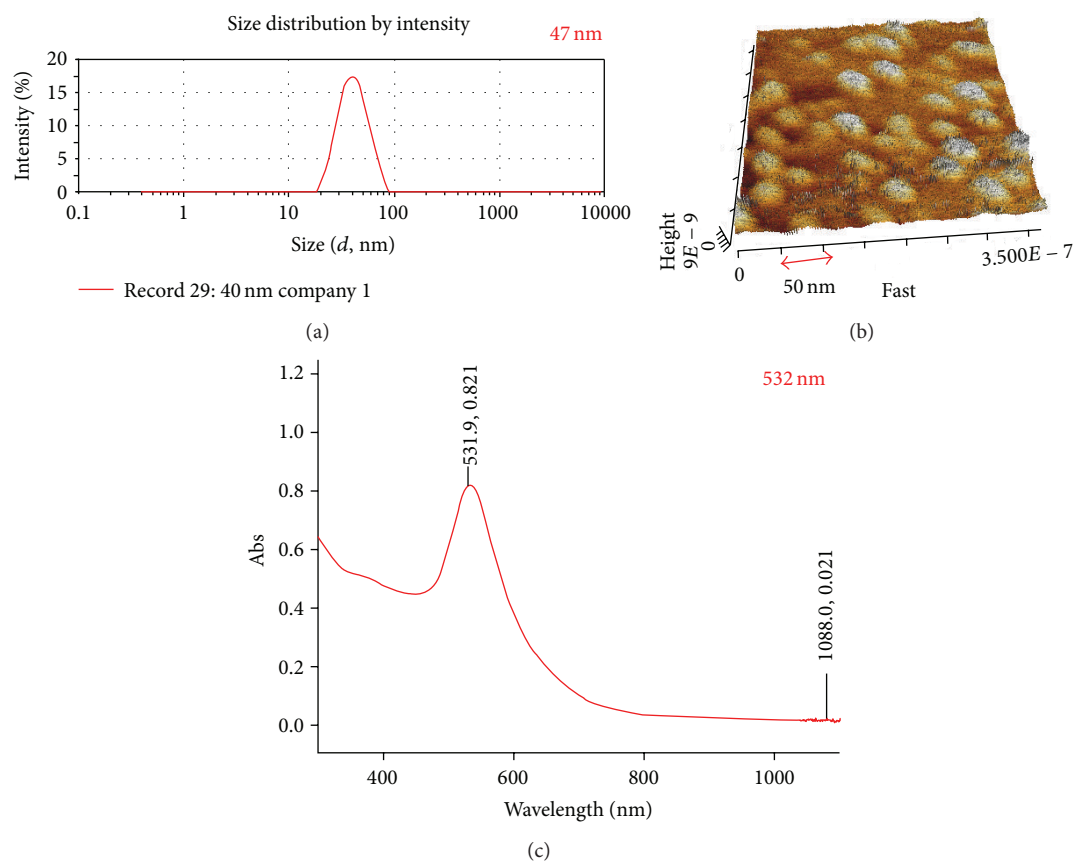 Size distribution by intensity
47 nm
Intensity (%)
20
15
10
5
0
0.1 1 10 100 1000 10000
Size (d, nm)
Record 29: 40 nm company 1
(a)
Height
9E − 9
0
0
50 nm
Fast
3.500E − 7
(b)
532 nm
531.9, 0.821
1088.0, 0.021
Abs
1.2
1.0
0.8
0.6
0.4
0.2
0.0
400 600 800 1000
Wavelength (nm)
(c)